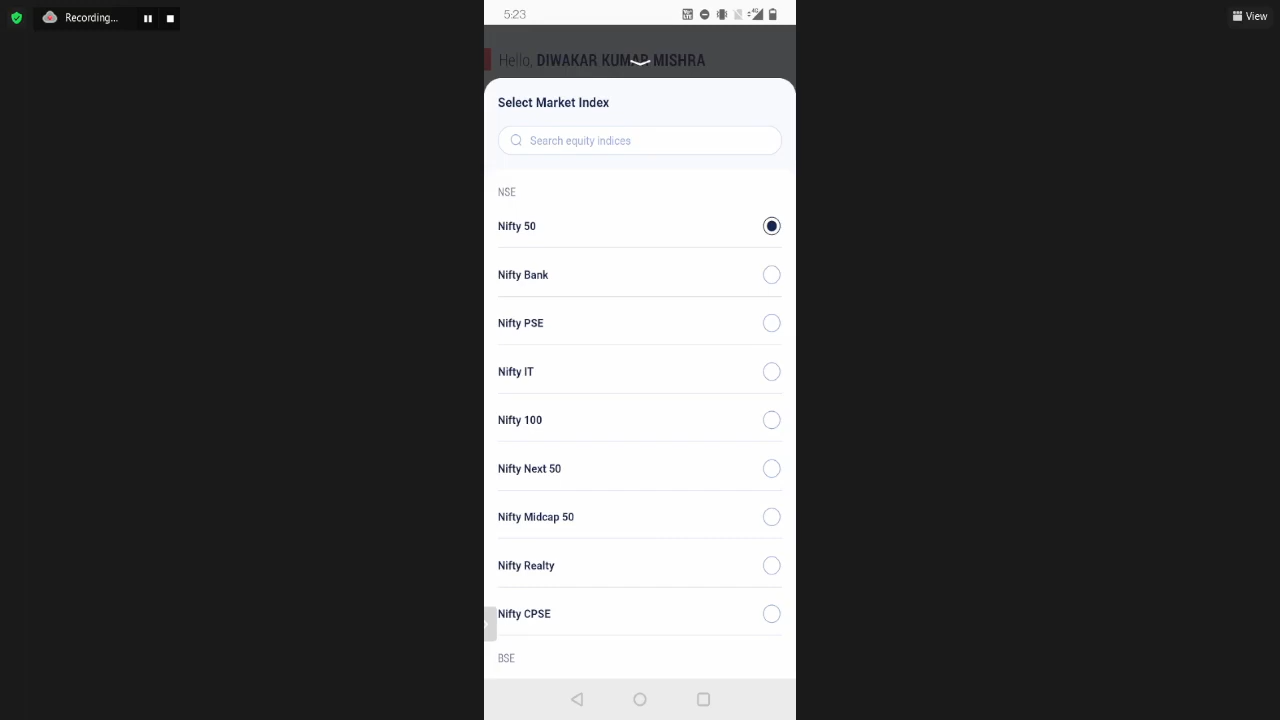 Recording...
View
5:23
Hello, DIWAKAR KUMAR MISHRA
Select Market Index
Search equity indices
NSE
Nifty 50
Nifty Bank
Nifty PSE
Nifty IT
Nifty 100
Nifty Next 50
Nifty Midcap 50
Nifty Realty
Nifty CPSE
BSE